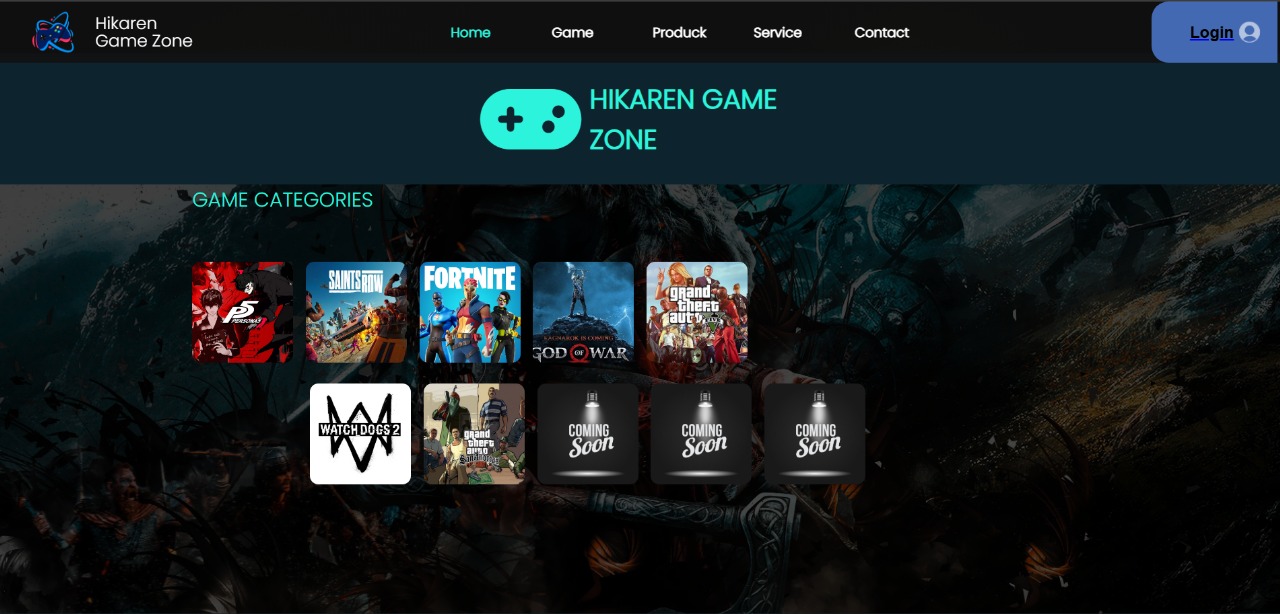 Hikaren
Game Zone
Home
Game
Produck
Service
Contact
Login
HIKAREN GAME
ZONE
GAME CATEGORIES
P5
PERSONA5
SAINTS ROW
FORTNITE
RAGNAROK IS COMING
GOD OF WAR
grand
theft
auto
V
WATCH DOGS 2
grand
theft
auto
San Andreas
COMING
Soon
COMING
Soon
COMING
Soon